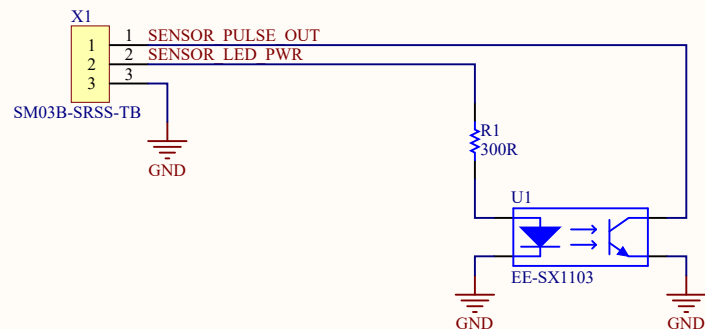 X1
1 1 SENSOR_PULSE_OUT
2 2 SENSOR_LED_PWR
3 3
SM03B-SRSS-TB
GND
R1
300R
U1
EE-SX1103
GND GND